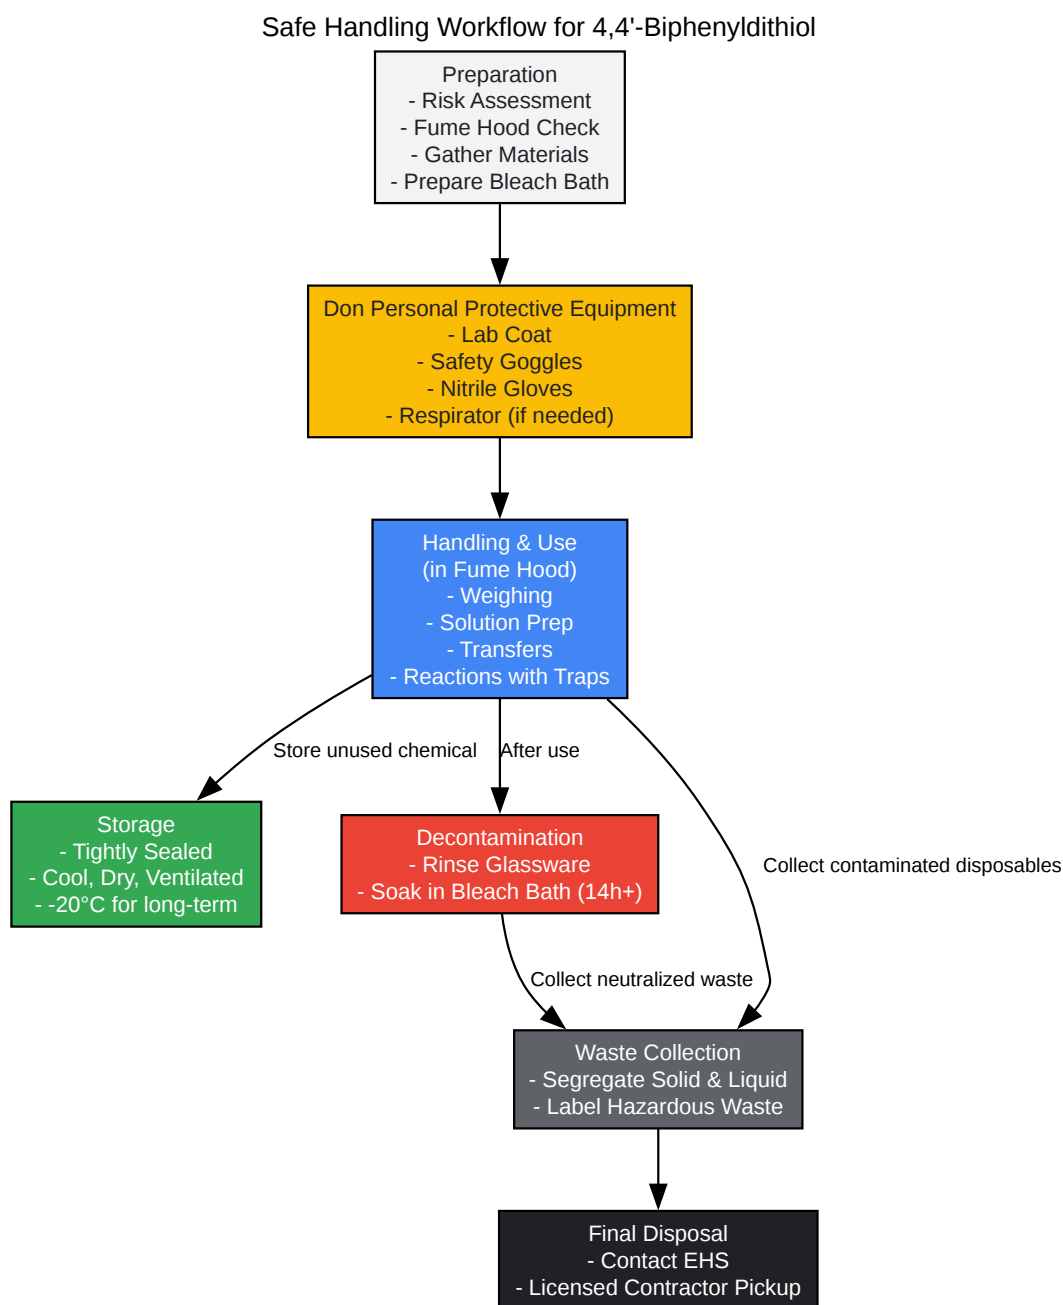 Safe Handling Workflow for 4,4'-Biphenyldithiol
Preparation
- Risk Assessment
- Fume Hood Check
- Gather Materials
- Prepare Bleach Bath
Don Personal Protective Equipment
- Lab Coat
- Safety Goggles
- Nitrile Gloves
- Respirator (if needed)
Handling & Use
(in Fume Hood)
- Weighing
- Solution Prep
- Transfers
- Reactions with Traps
Store unused chemical
After use
Collect contaminated disposables
Storage
- Tightly Sealed
- Cool, Dry, Ventilated
- -20°C for long-term
Decontamination
- Rinse Glassware
- Soak in Bleach Bath (14h+)
Collect neutralized waste
Waste Collection
- Segregate Solid & Liquid
- Label Hazardous Waste
Final Disposal
- Contact EHS
- Licensed Contractor Pickup